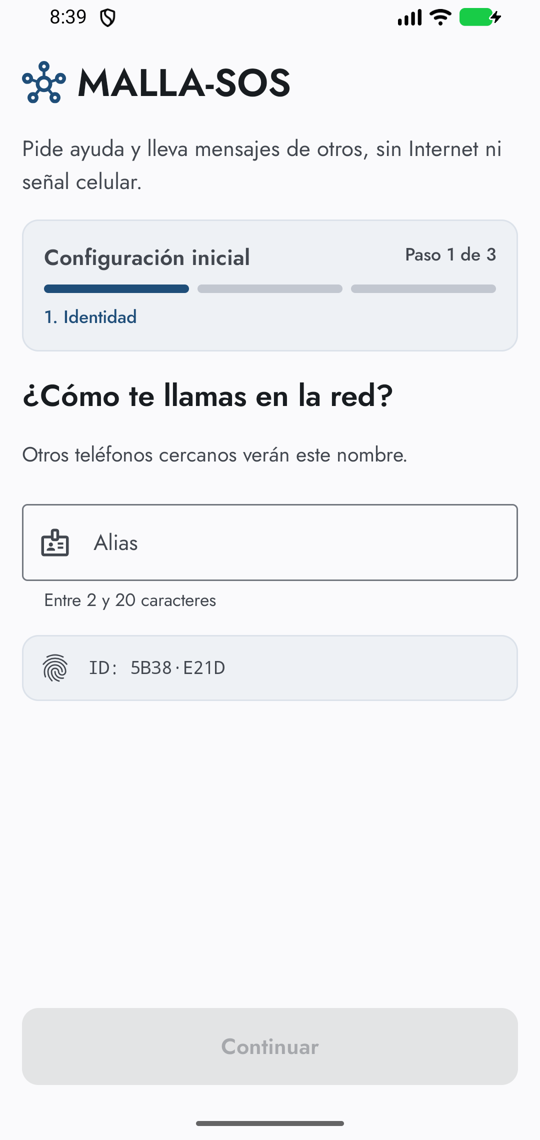 8:39
MALLA-SOS
Pide ayuda y lleva mensajes de otros, sin Internet ni
señal celular.
Configuración inicial
Paso 1 de 3
1. Identidad
¿Cómo te llamas en la red?
Otros teléfonos cercanos verán este nombre.
Alias
Entre 2 y 20 caracteres
ID: 5B38·E21D
Continuar